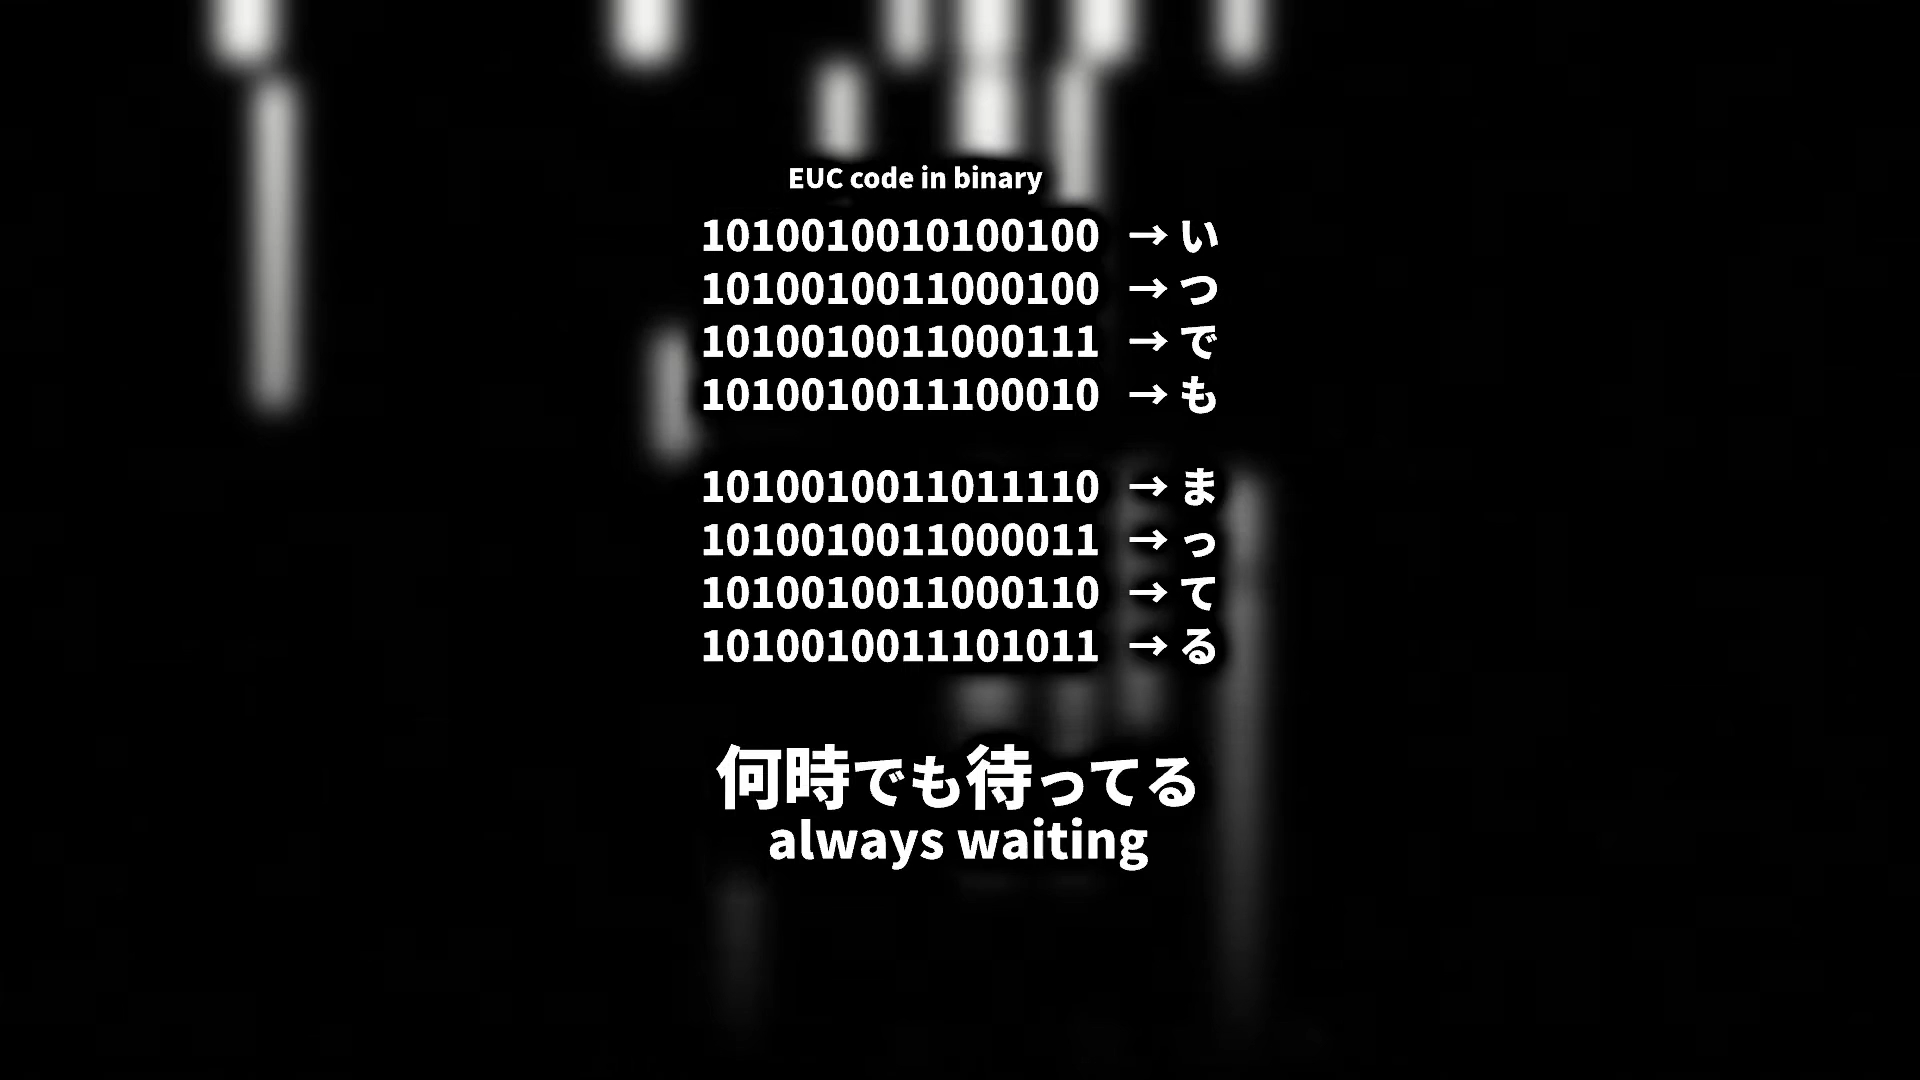 EUC code in binary
1010010010100100 → い
1010010011000100 → つ
1010010011000111 → で
1010010011100010 → も
1010010011011110 → ま
1010010011000011 → っ
1010010011000110 → て
1010010011101011 → る
何時でも待ってる
always waiting